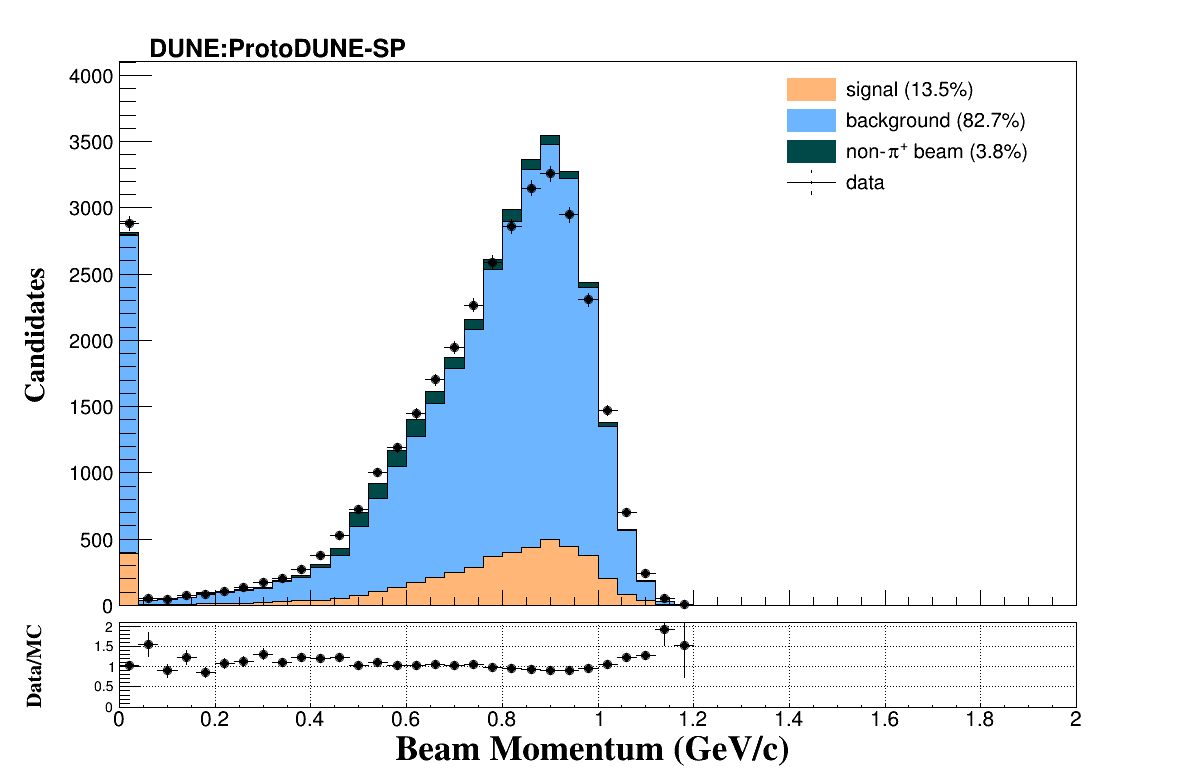 DUNE:ProtoDUNE-SP
4000
3500
3000
2500
2000
1500
1000
500
0
Candidates
signal (13.5%)
background (82.7%)
non-π⁺ beam (3.8%)
data
2
1.5
1
0.5
0
Data/MC
0 0.2 0.4 0.6 0.8 1 1.2 1.4 1.6 1.8 2
Beam Momentum (GeV/c)